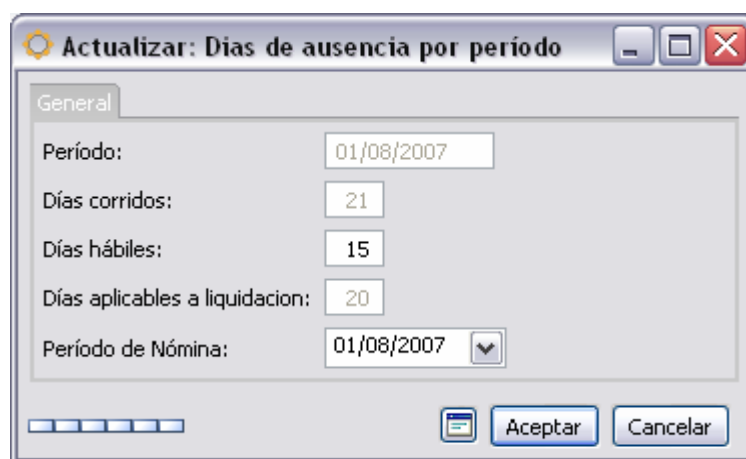 Actualizar: Dias de ausencia por período
General
Período: 01/08/2007
Días corridos: 21
Días hábiles: 15
Días aplicables a liquidacion: 20
Período de Nómina: 01/08/2007
Aceptar Cancelar